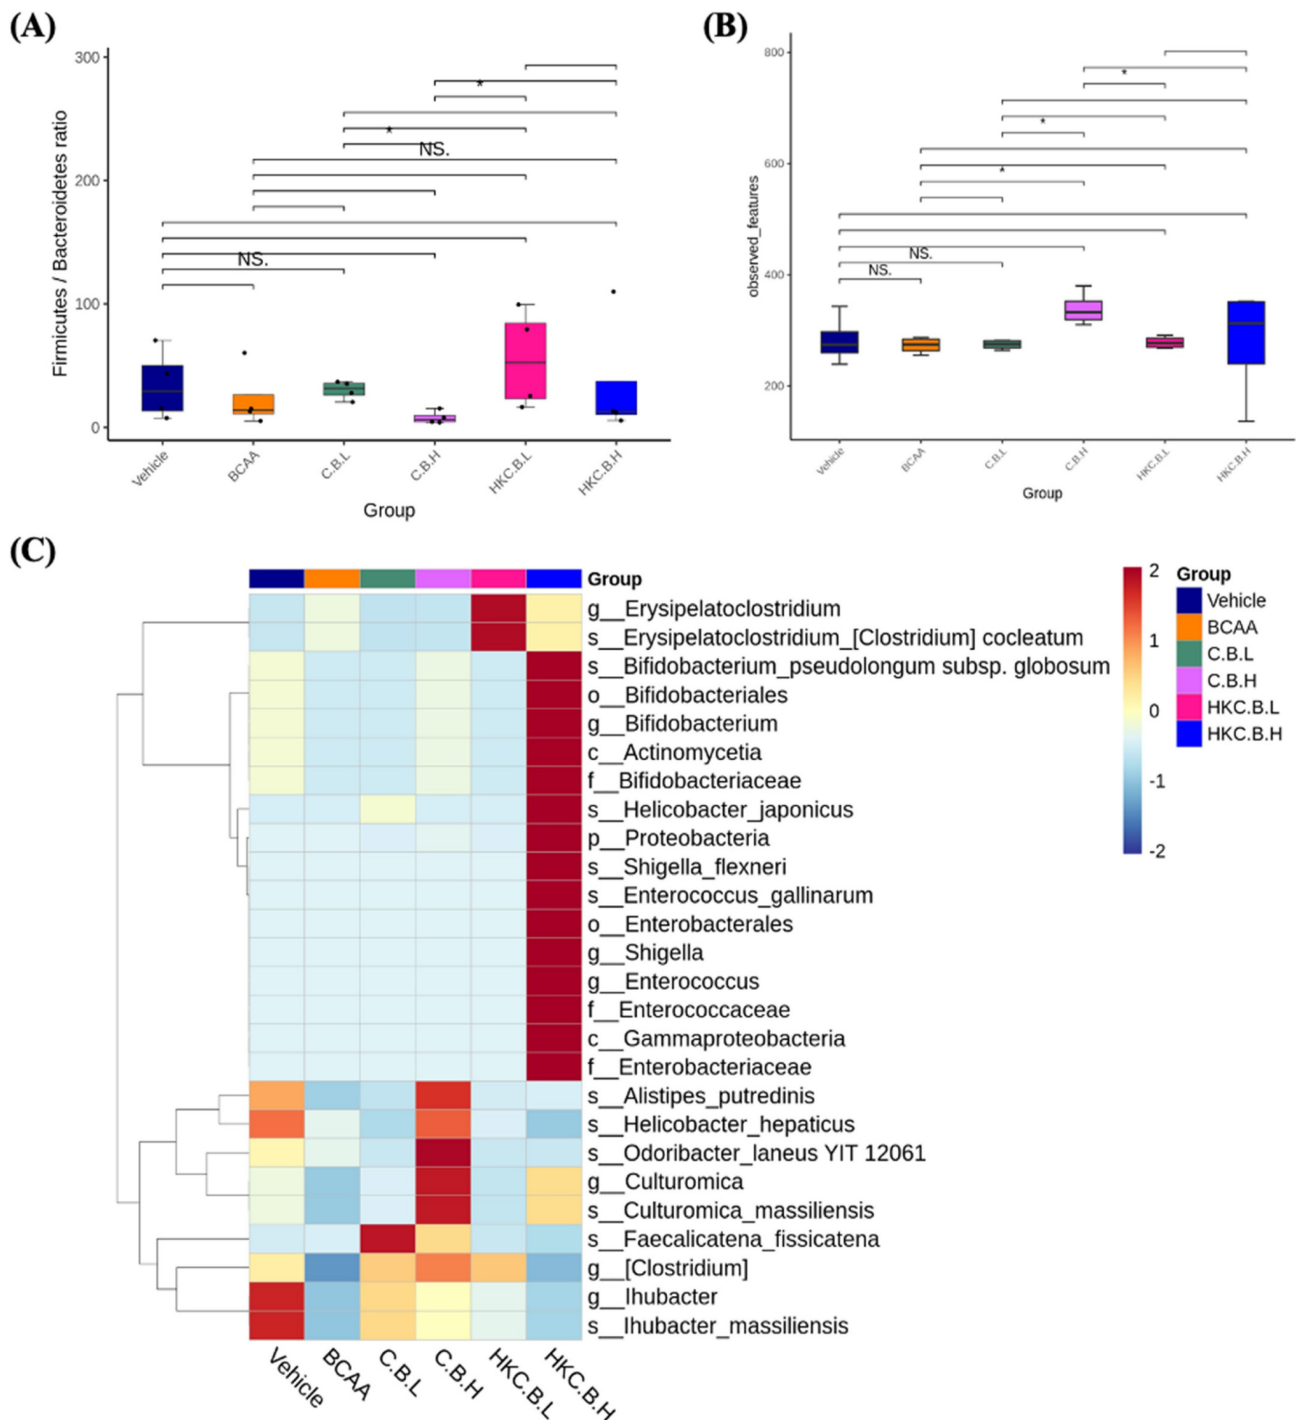 (A)
Firmicutes / Bacteroidetes ratio
300
200
100
0
*
*
NS.
NS.
Vehicle
BCAA
C.B.L
C.B.H
HKC.B.L
HKC.B.H
Group
(B)
observed_features
800
600
400
200
*
*
*
NS.
NS.
Vehicle
BCAA
C.B.L
C.B.H
HKC.B.L
HKC.B.H
Group
(C)
Group
g__Erysipelatoclostridium
s__Erysipelatoclostridium_[Clostridium] cocleatum
s__Bifidobacterium_pseudolongum subsp. globosum
o__Bifidobacteriales
g__Bifidobacterium
c__Actinomycetia
f__Bifidobacteriaceae
s__Helicobacter_japonicus
p__Proteobacteria
s__Shigella_flexneri
s__Enterococcus_gallinarum
o__Enterobacterales
g__Shigella
g__Enterococcus
f__Enterococcaceae
c__Gammaproteobacteria
f__Enterobacteriaceae
s__Alistipes_putredinis
s__Helicobacter_hepaticus
s__Odoribacter_laneus YIT 12061
g__Culturomica
s__Culturomica_massiliensis
s__Faecalicatena_fissicatena
g__[Clostridium]
g__Ihubacter
s__Ihubacter_massiliensis
Vehicle
BCAA
C.B.L
C.B.H
HKC.B.L
HKC.B.H
2
1
0
-1
-2
Group
Vehicle
BCAA
C.B.L
C.B.H
HKC.B.L
HKC.B.H